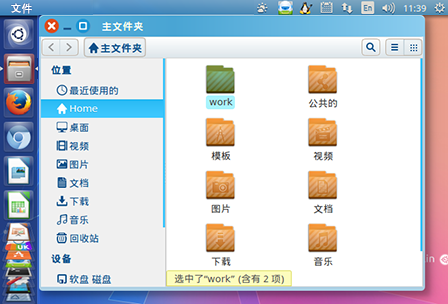 文件
En
11:39
主文件夹
主文件夹
位置
最近使用的
Home
桌面
视频
图片
文档
下载
音乐
回收站
设备
软盘 磁盘
work
公共的
模板
视频
图片
文档
下载
音乐
选中了“work” (含有 2 项)
UK
in